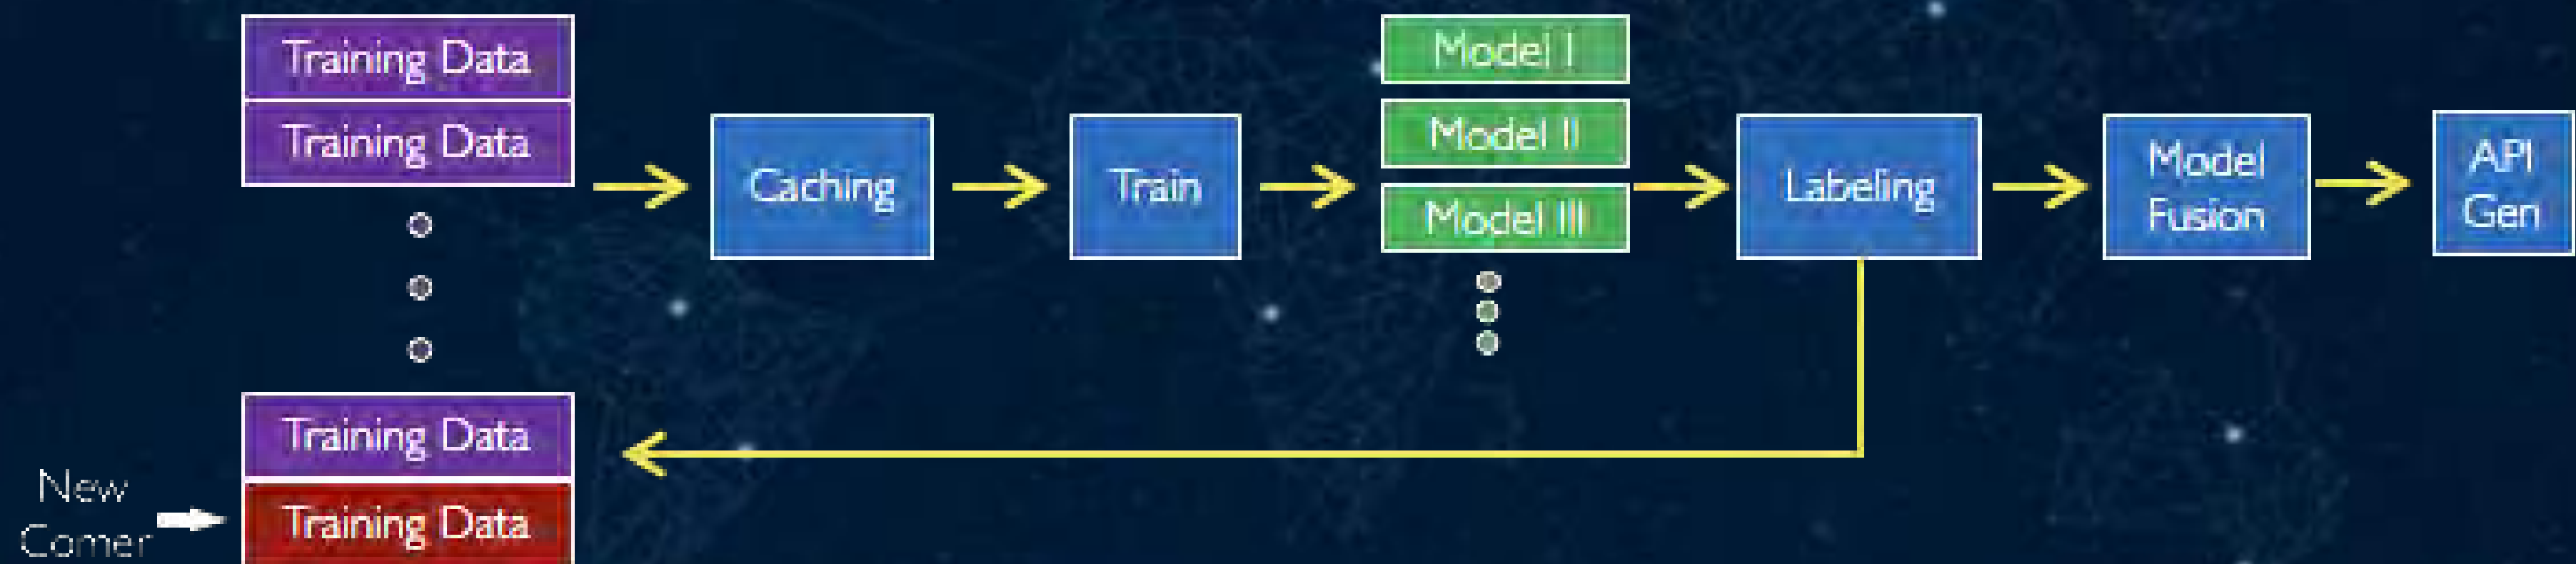 Training Data
Training Data
Training Data
New
Comer
Training Data
Caching
Train
Model I
Model II
Model III
Labeling
Model
Fusion
API
Gen